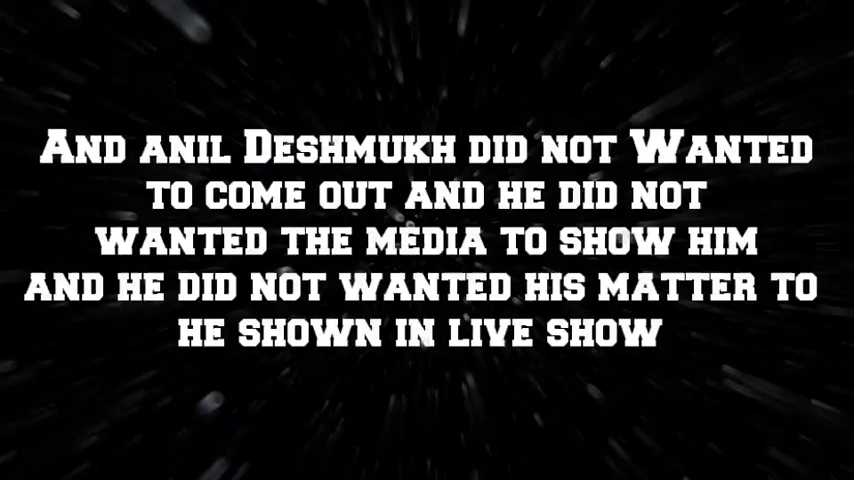 And anil Deshmukh did not Wanted
to come out and he did not
wanted the media to show him
and he did not wanted his matter to
he shown in live show